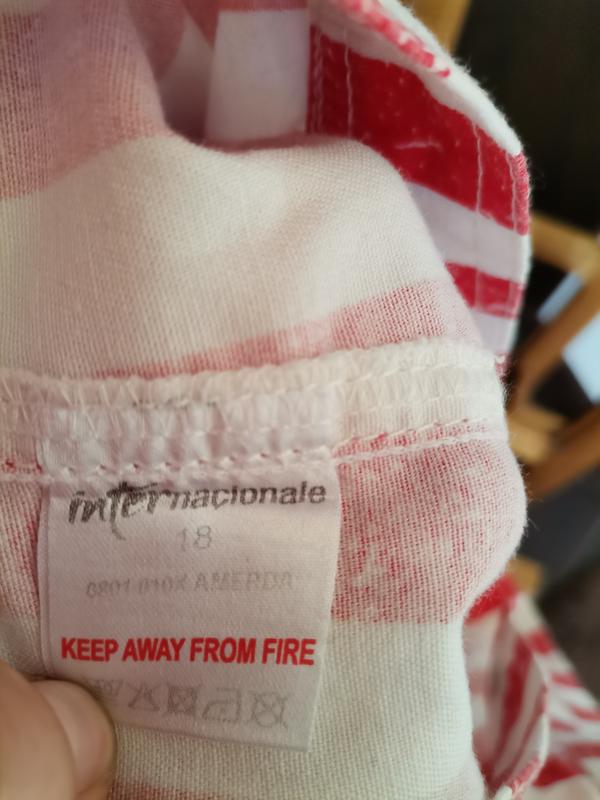 internacionale
18
KEEP AWAY FROM FIRE